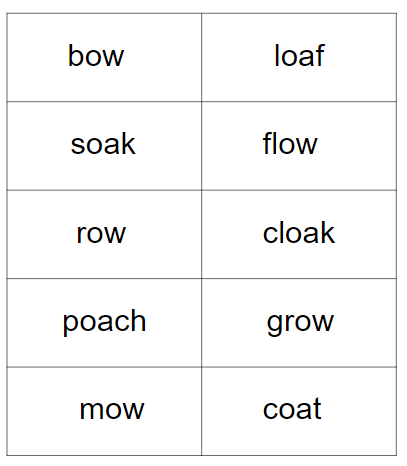 bow loaf
soak flow
row cloak
poach grow
mow coat